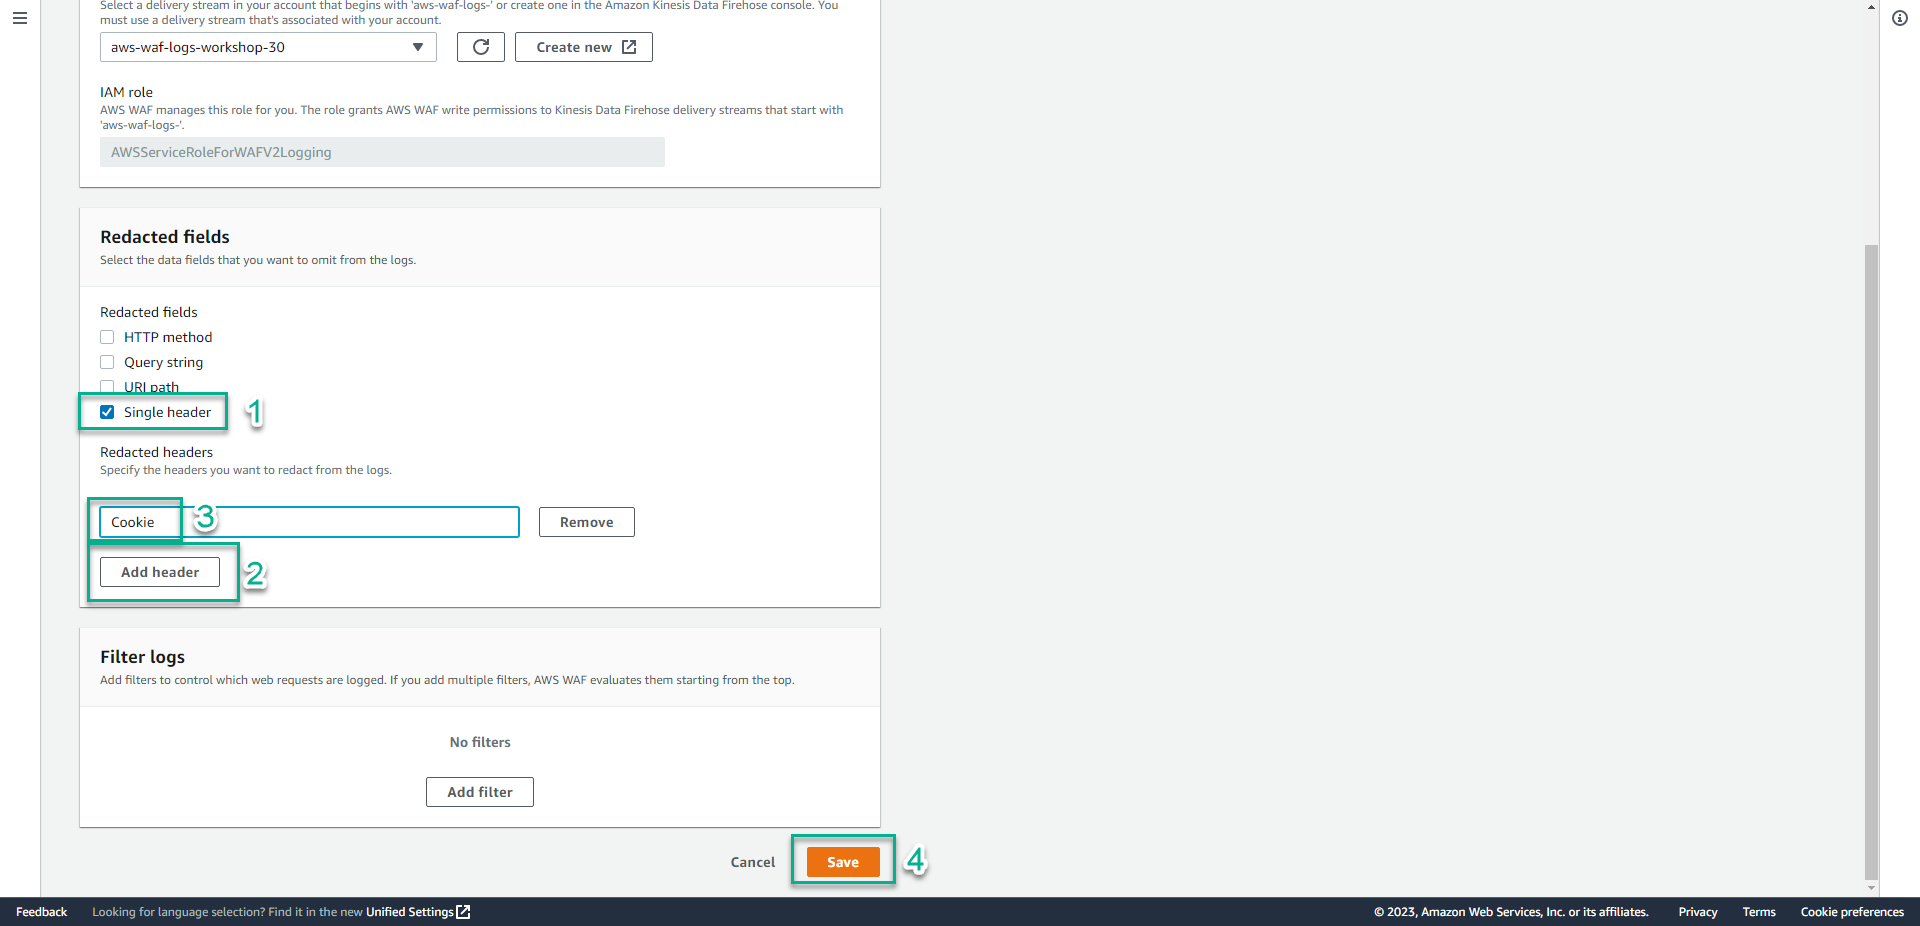 Select a delivery stream in your account that begins with 'aws-waf-logs-' or create one in the Amazon Kinesis Data Firehose console. You
must use a delivery stream that's associated with your account.
aws-waf-logs-workshop-30
Create new
IAM role
AWS WAF manages this role for you. The role grants AWS WAF write permissions to Kinesis Data Firehose delivery streams that start with
'aws-waf-logs-'.
AWSServiceRoleForWAFV2Logging
Redacted fields
Select the data fields that you want to omit from the logs.
Redacted fields
HTTP method
Query string
URI path
Single header 1
Redacted headers
Specify the headers you want to redact from the logs.
Cookie 3 Remove
Add header 2
Filter logs
Add filters to control which web requests are logged. If you add multiple filters, AWS WAF evaluates them starting from the top.
No filters
Add filter
Cancel Save 4
Feedback Looking for language selection? Find it in the new Unified Settings © 2023, Amazon Web Services, Inc. or its affiliates. Privacy Terms Cookie preferences